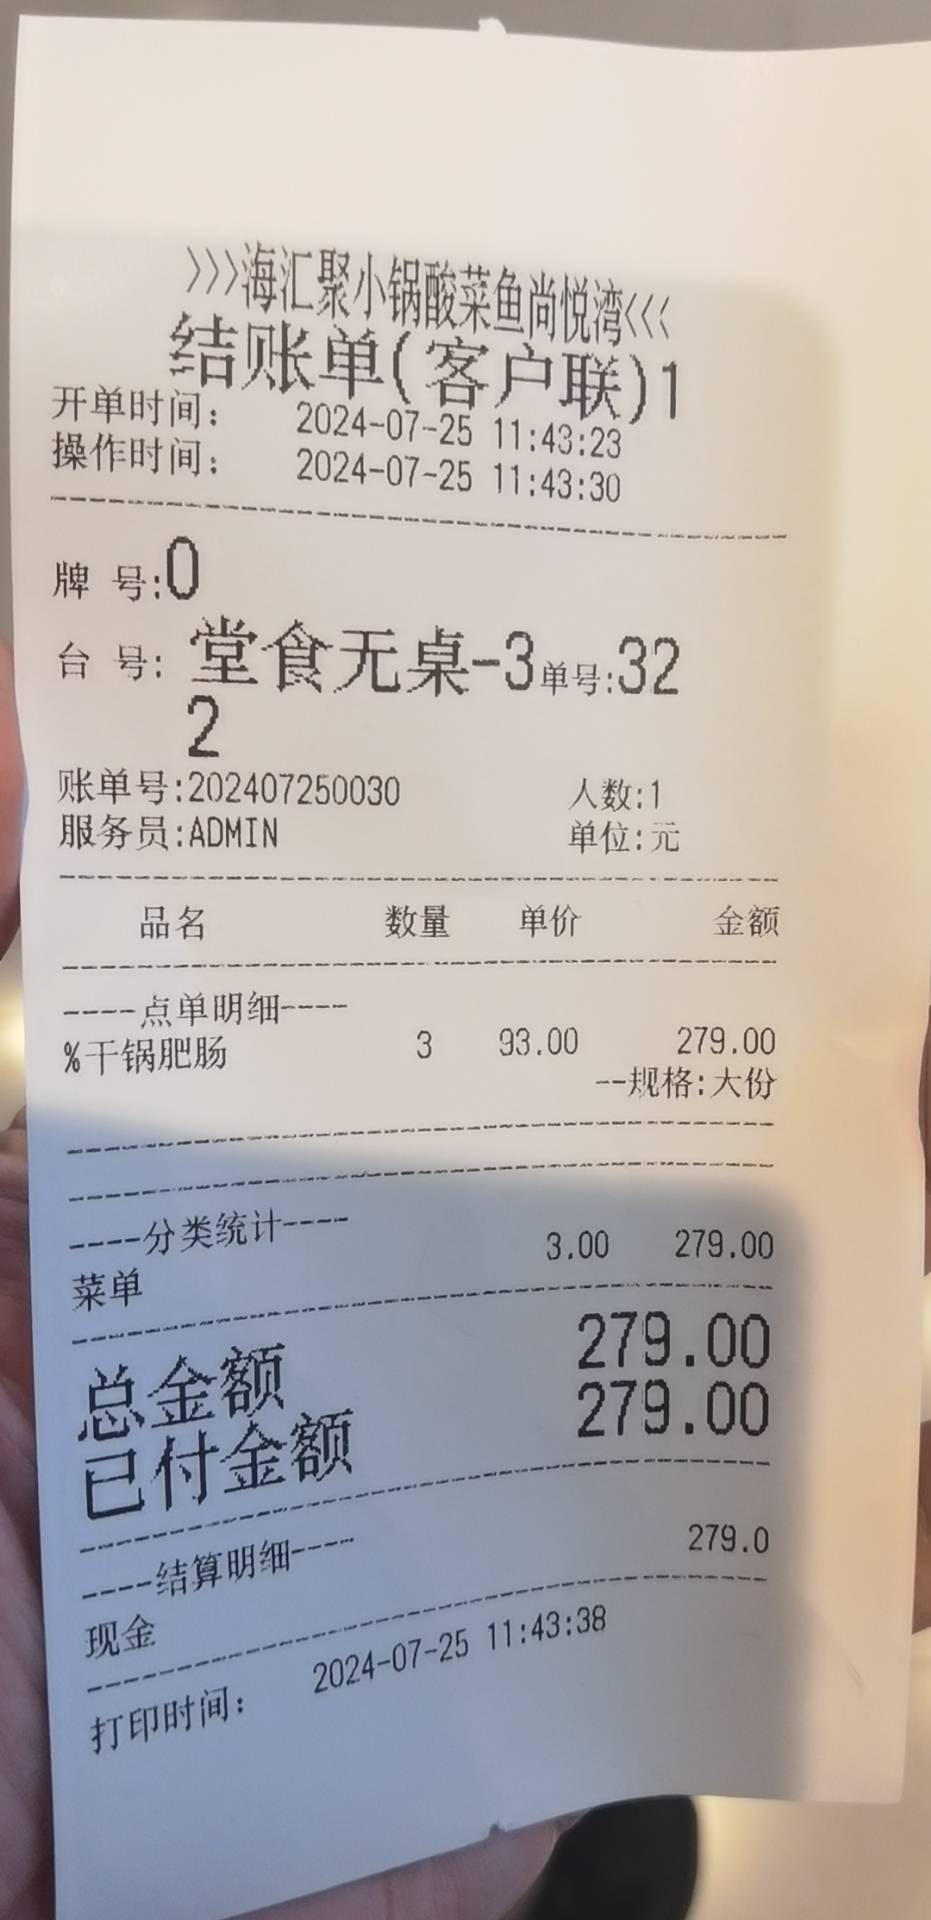 >>>海汇聚小锅酸菜鱼尚悦湾<<<
结账单(客户联)1
开单时间： 2024-07-25 11:43:23
操作时间： 2024-07-25 11:43:30
牌 号:0
台 号: 堂食无桌-3 单号:32
2
账单号:202407250030 人数:1
服务员:ADMIN 单位:元
品名 数量 单价 金额
----点单明细----
%干锅肥肠 3 93.00 279.00
--规格:大份
----分类统计----
菜单 3.00 279.00
总金额 279.00
已付金额 279.00
----结算明细----
现金 279.0
打印时间： 2024-07-25 11:43:38